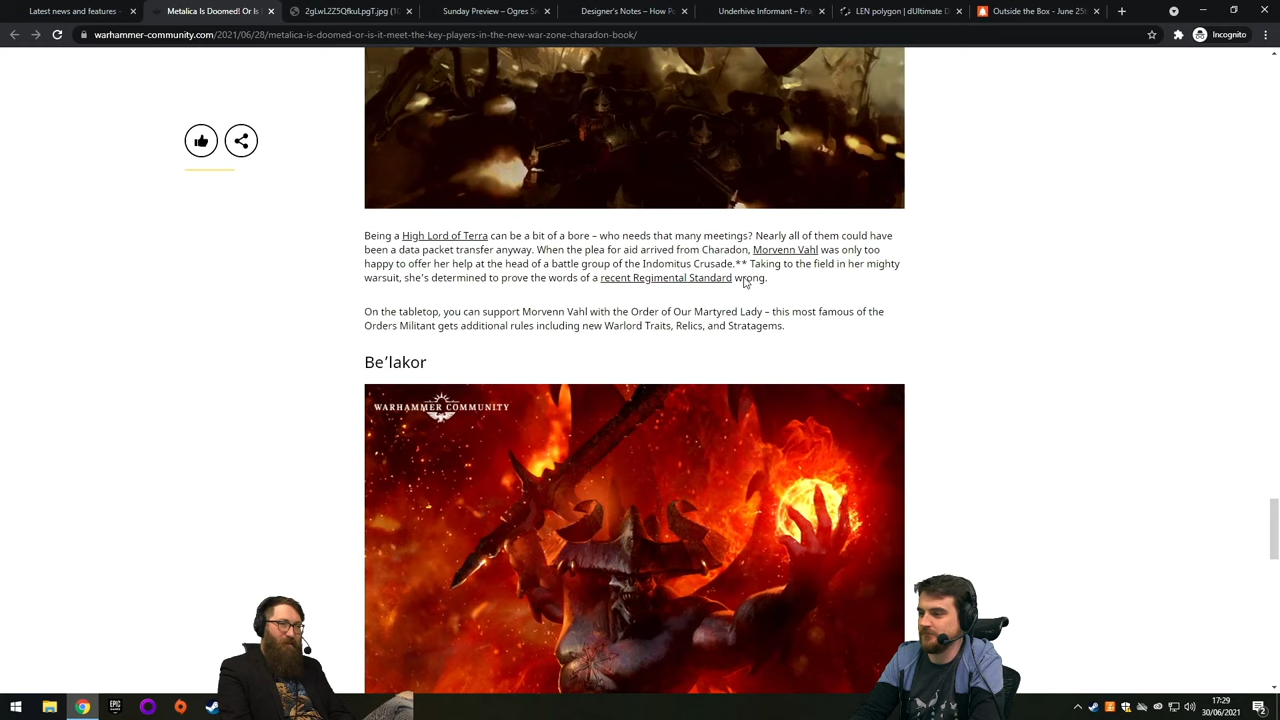 Latest news and features -
Metalica Is Doomed! Or Is I
2gLwZ2Z5QfkuLpgT.jpg (1(
Sunday Preview – Ogres S
Designer's Notes – How P
Underhive Informant – Pra
LEN polygon | dUltimate D
Outside the Box - June 25t
warhammer-community.com/2021/06/28/metalica-is-doomed-or-is-it-meet-the-key-players-in-the-new-war-zone-charadon-book/
Incognito
Being a High Lord of Terra can be a bit of a bore – who needs that many meetings? Nearly all of them could have
been a data packet transfer anyway. When the plea for aid arrived from Charadon, Morvenn Vahl was only too
happy to offer her help at the head of a battle group of the Indomitus Crusade.** Taking to the field in her mighty
warsuit, she's determined to prove the words of a recent Regimental Standard wrong.
On the tabletop, you can support Morvenn Vahl with the Order of Our Martyred Lady – this most famous of the
Orders Militant gets additional rules including new Warlord Traits, Relics, and Stratagems.
Be'lakor
WARHAMMER COMMUNITY
EPIC
17:29
30/06/2021
2